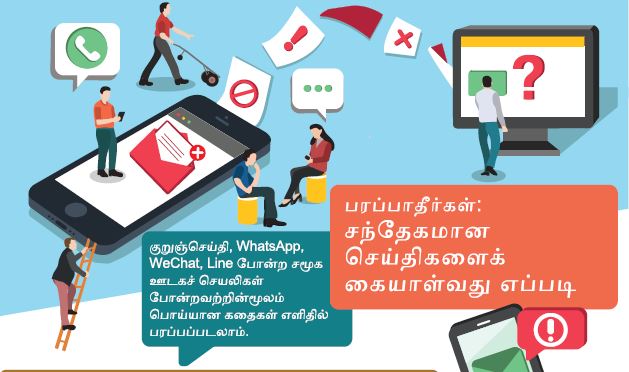 பரப்பாதீர்கள்:
சந்தேகமான
செய்திகளைக்
கையாள்வது எப்படி
குறுஞ்செய்தி, WhatsApp,
WeChat, Line போன்ற சமூக
ஊடகச் செயலிகள்
போன்றவற்றின்மூலம்
பொய்யான கதைகள் எளிதில்
பரப்பப்படலாம்.